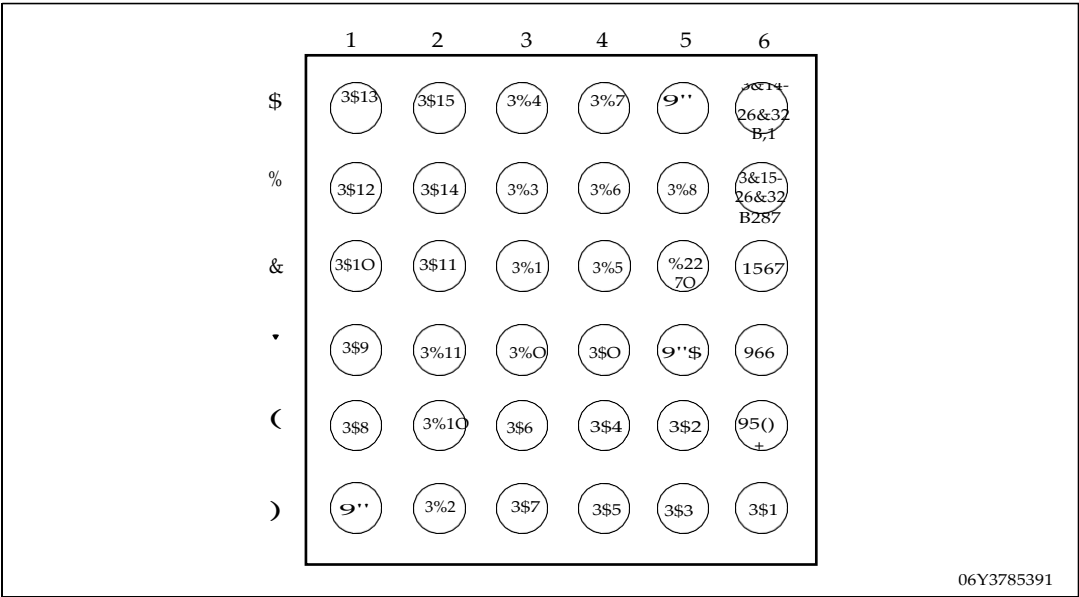 1 2 3 4 5 6
$ 3$13 3$15 3%4 3%7 9'' 3&14-
26&32
B,1
% 3$12 3$14 3%3 3%6 3%8 3&15-
26&32
B287
& 3$1O 3$11 3%1 3%5 %22
7O 1567
' 3$9 3%11 3%O 3$O 9''$ 966
( 3$8 3%1O 3$6 3$4 3$2 95()
+
) 9'' 3%2 3$7 3$5 3$3 3$1
06Y3785391